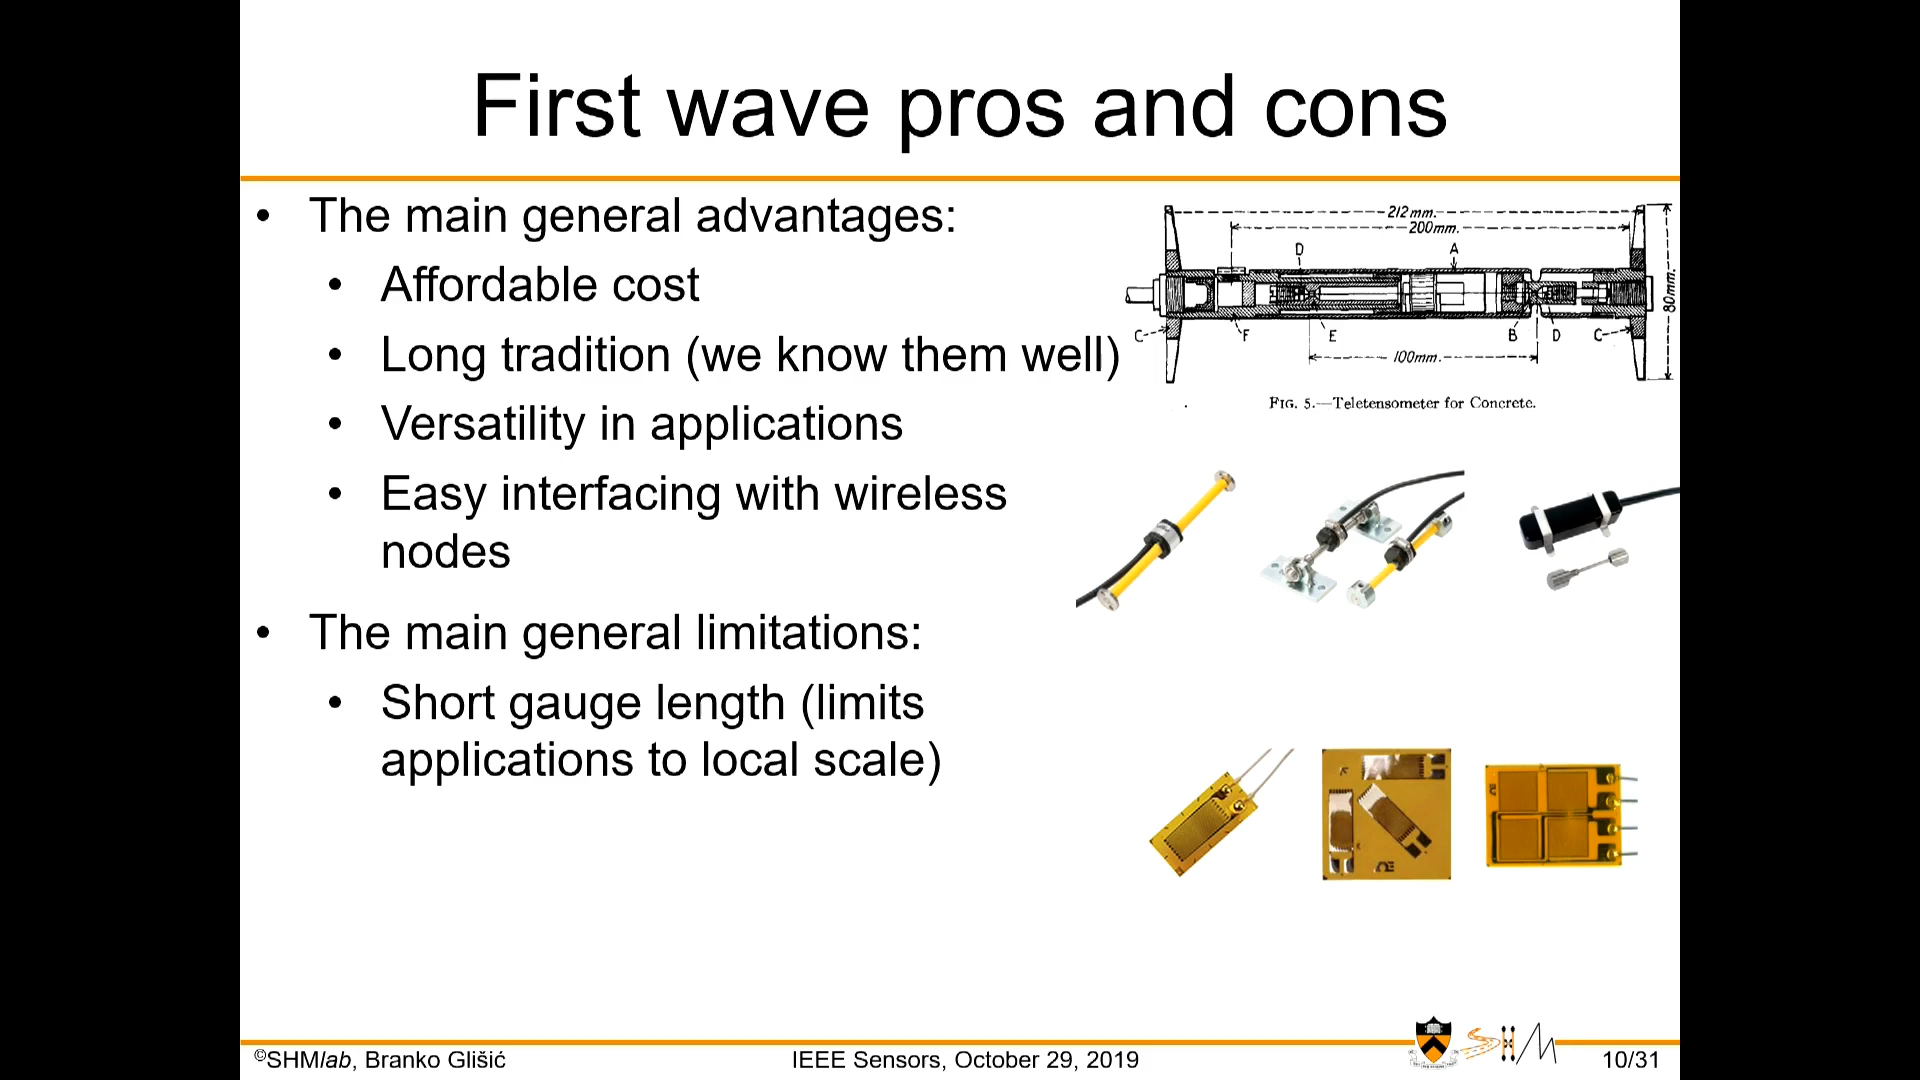 First wave pros and cons
• The main general advantages:
• Affordable cost
• Long tradition (we know them well)
• Versatility in applications
• Easy interfacing with wireless
nodes
• The main general limitations:
• Short gauge length (limits
applications to local scale)
212 mm.
200mm.
D
A
80mm.
C
F
E
B
D
C
100mm.
FIG. 5.—Teletensometer for Concrete.
©SHMlab, Branko Glišić
IEEE Sensors, October 29, 2019
SHM
10/31